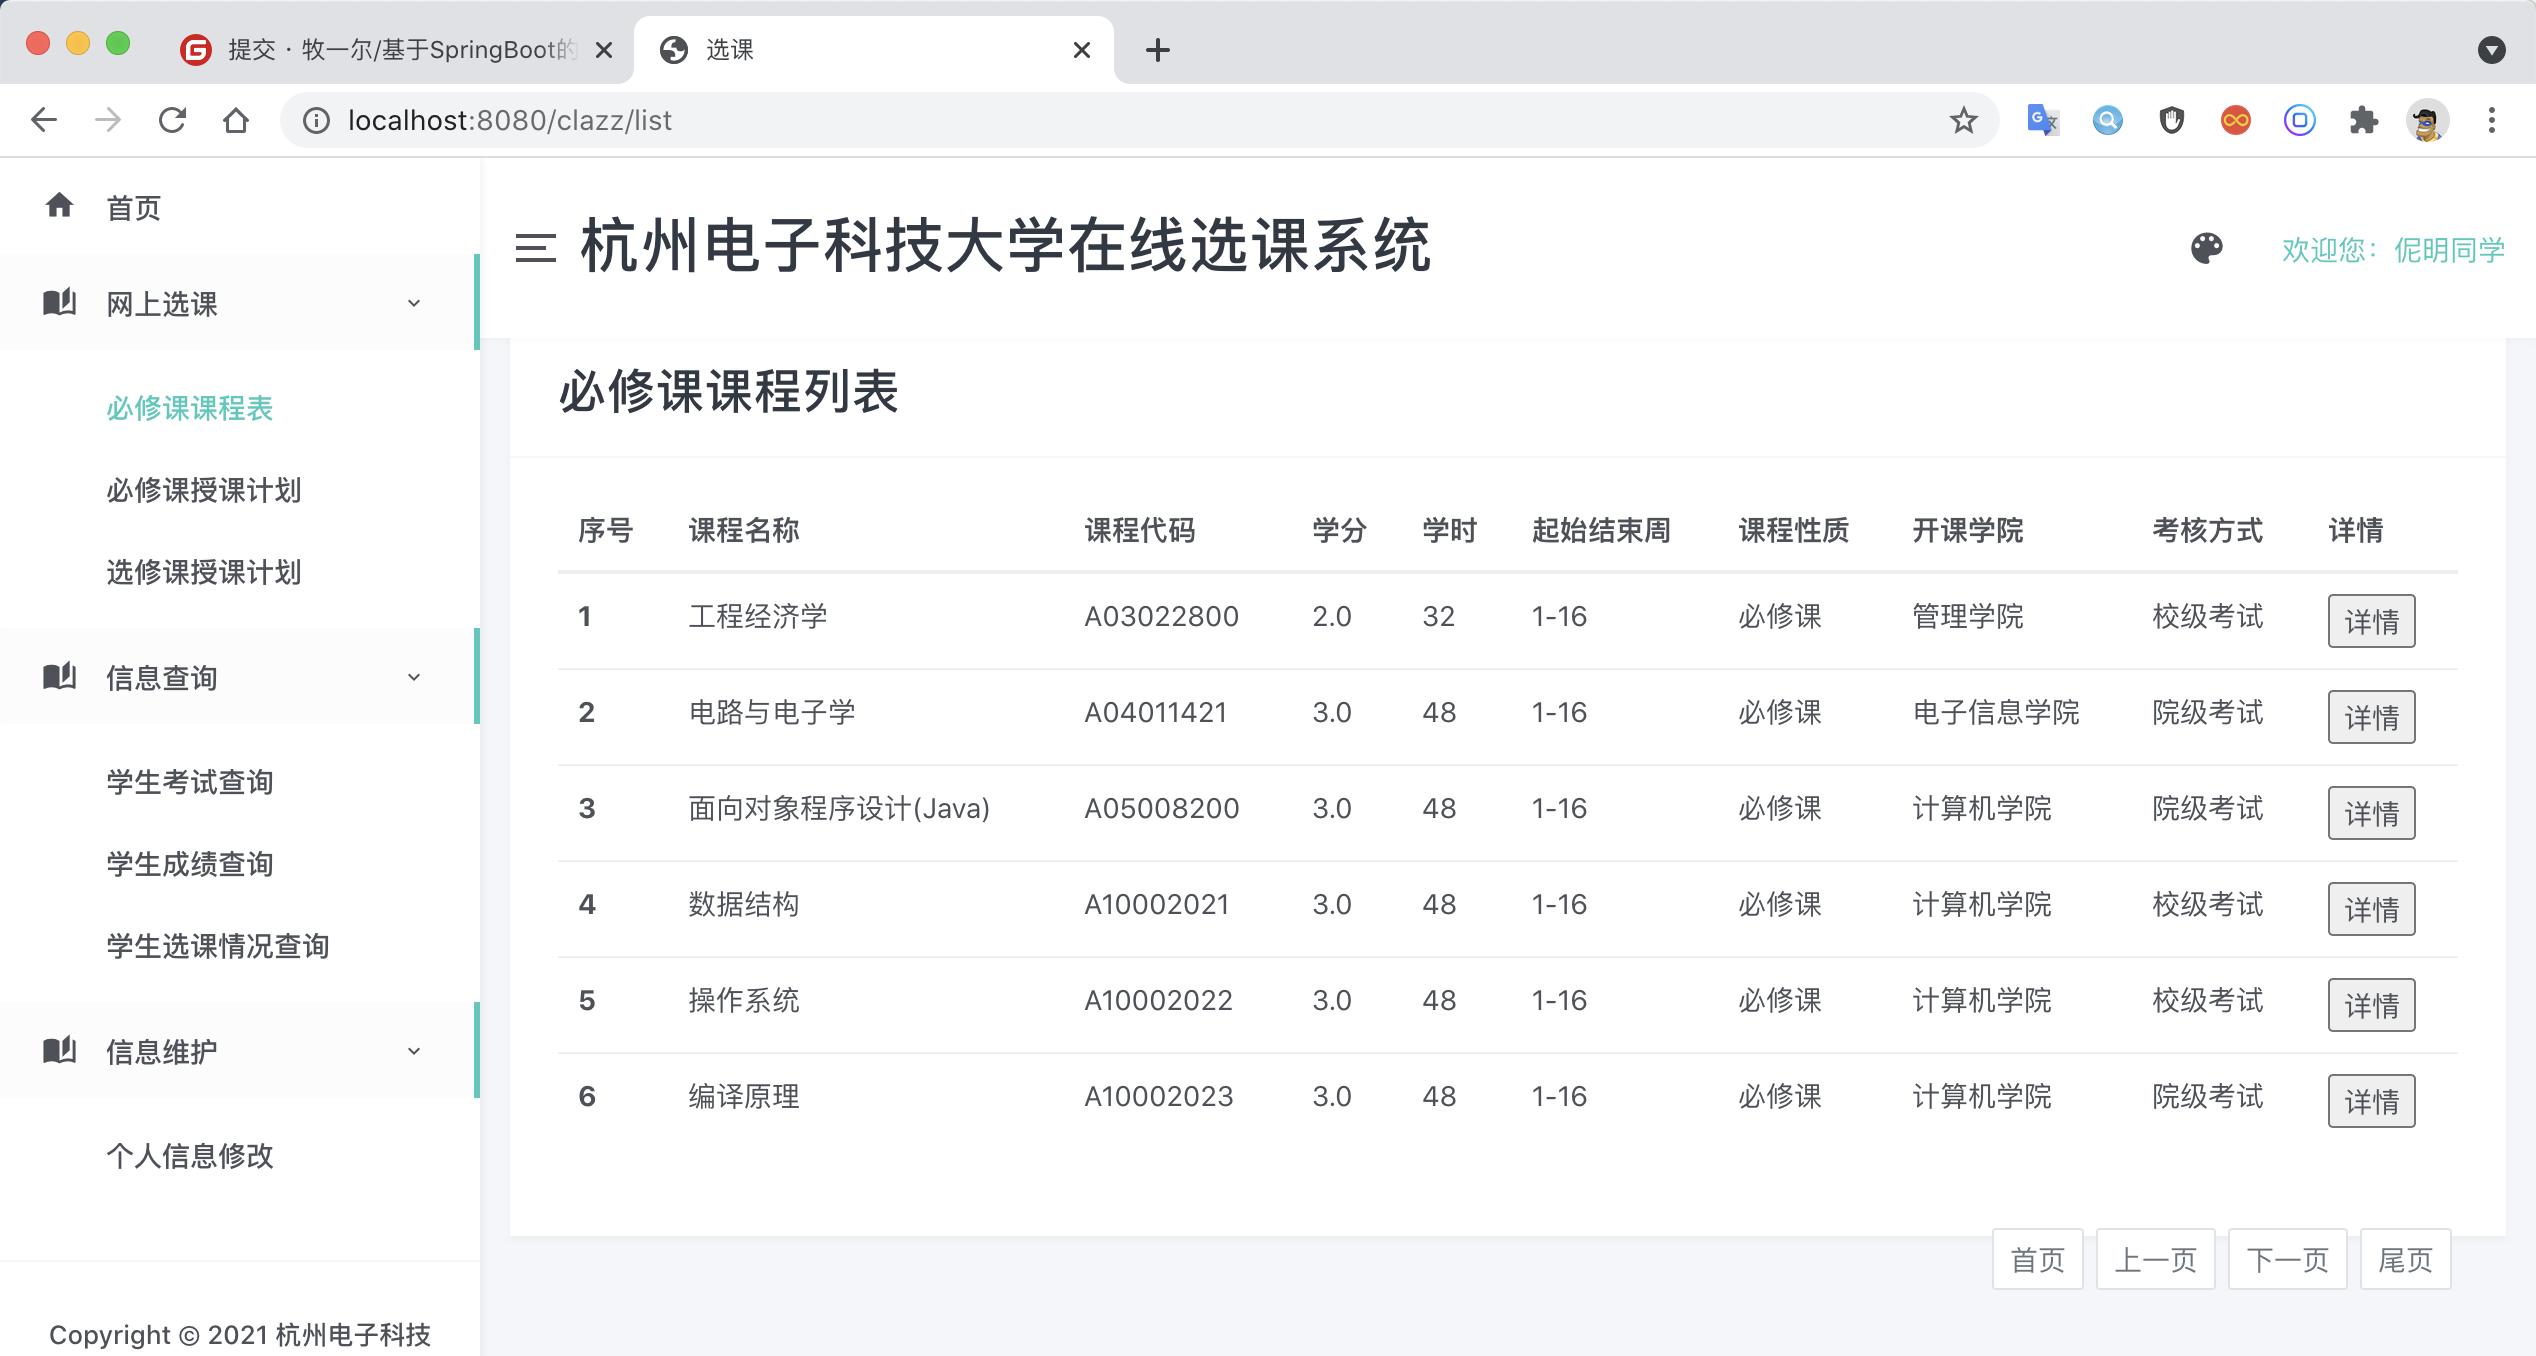 提交 · 牧一尔/基于SpringBoot的
选课
localhost:8080/clazz/list
首页
网上选课
必修课课程表
必修课授课计划
选修课授课计划
信息查询
学生考试查询
学生成绩查询
学生选课情况查询
信息维护
个人信息修改
Copyright © 2021 杭州电子科技
杭州电子科技大学在线选课系统
欢迎您：伲明同学
必修课课程列表
序号 课程名称 课程代码 学分 学时 起始结束周 课程性质 开课学院 考核方式 详情
1 工程经济学 A03022800 2.0 32 1-16 必修课 管理学院 校级考试 详情
2 电路与电子学 A04011421 3.0 48 1-16 必修课 电子信息学院 院级考试 详情
3 面向对象程序设计(Java) A05008200 3.0 48 1-16 必修课 计算机学院 院级考试 详情
4 数据结构 A10002021 3.0 48 1-16 必修课 计算机学院 校级考试 详情
5 操作系统 A10002022 3.0 48 1-16 必修课 计算机学院 校级考试 详情
6 编译原理 A10002023 3.0 48 1-16 必修课 计算机学院 院级考试 详情
首页 上一页 下一页 尾页